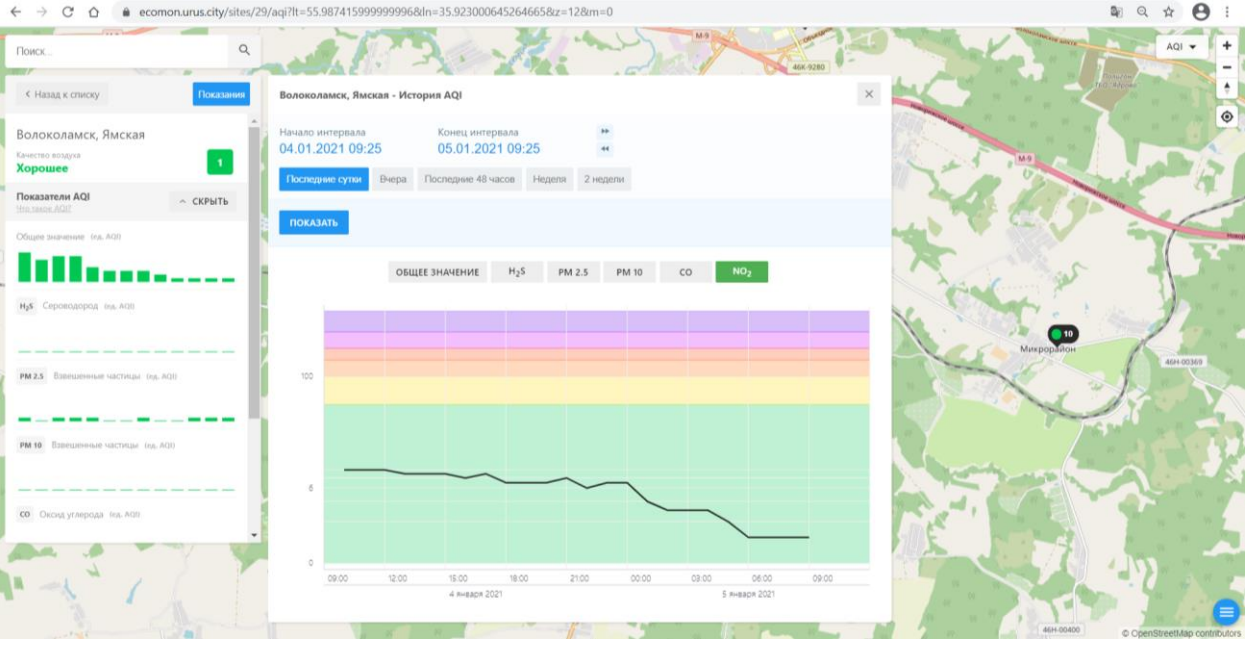 ecomon.urus.city/sites/29/aqi?lt=55.987415999999996&ln=35.92300064526466​5&z=12&m=0
Поиск...
AQI
Назад к списку
Показания
Волоколамск, Ямская
Качество воздуха
Хорошее
1
Показатели AQI
Что такое AQI?
СКРЫТЬ
Общее значение (ед. AQI)
H₂S Сероводород (ед. AQI)
PM 2.5 Взвешенные частицы (ед. AQI)
PM 10 Взвешенные частицы (ед. AQI)
CO Оксид углерода (ед. AQI)
Волоколамск, Ямская - История AQI
Начало интервала
04.01.2021 09:25
Конец интервала
05.01.2021 09:25
Последние сутки Вчера Последние 48 часов Неделя 2 недели
ПОКАЗАТЬ
ОБЩЕЕ ЗНАЧЕНИЕ H₂S PM 2.5 PM 10 CO NO₂
100
6
0
09:00 12:00 15:00 18:00 21:00 00:00 03:00 06:00 09:00
4 января 2021 5 января 2021
М-9
46К-9280
М-9
10
Микрорайон
46Н-00369
46Н-00400
© OpenStreetMap contributors